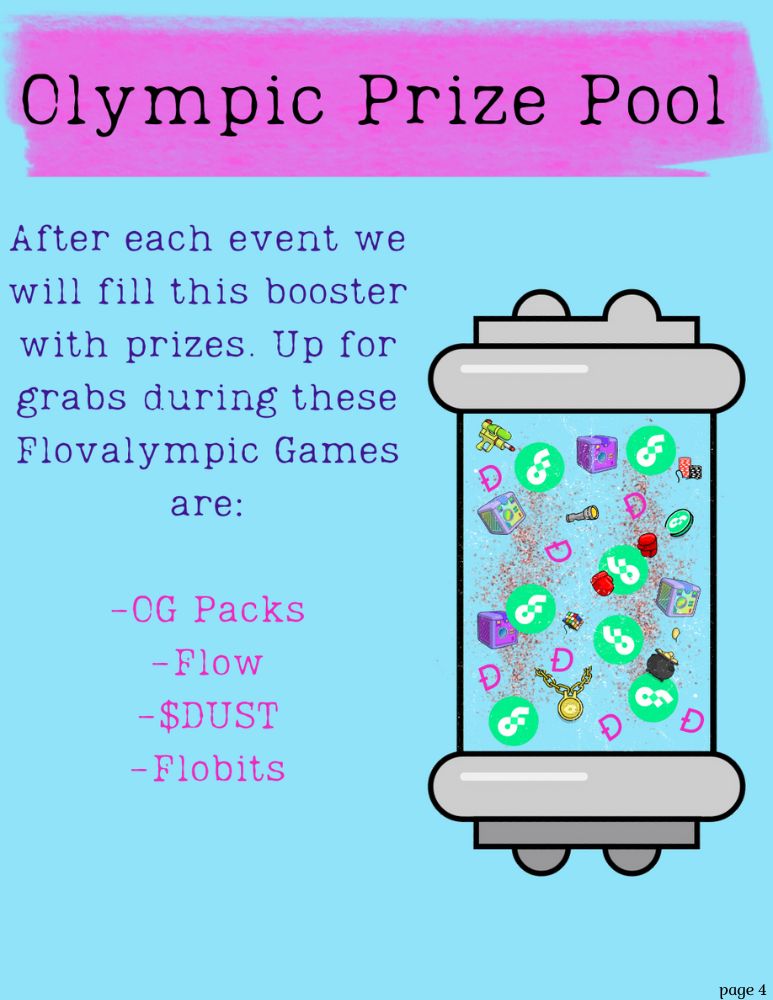 Olympic Prize Pool
After each event we
will fill this booster
with prizes. Up for
grabs during these
Flovalympic Games
are:
-OG Packs
-Flow
-$DUST
-Flobits
page 4